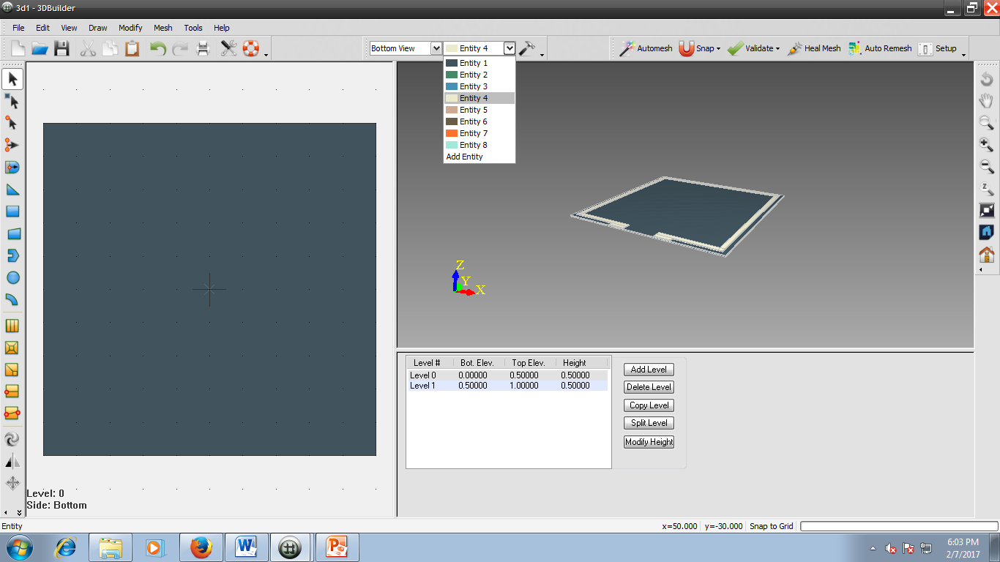 3d1 - 3DBuilder
File Edit View Draw Modify Mesh Tools Help
Bottom View Entity 4 Automesh Snap Validate Heal Mesh Auto Remesh Setup
Entity 1
Entity 2
Entity 3
Entity 4
Entity 5
Entity 6
Entity 7
Entity 8
Add Entity
Z
Y
X
Level # Bot. Elev. Top Elev. Height
Level 0 0.00000 0.50000 0.50000
Level 1 0.50000 1.00000 0.50000
Add Level
Delete Level
Copy Level
Split Level
Modify Height
Level: 0
Side: Bottom
Entity x=50.000 y=-30.000 Snap to Grid
6:03 PM
2/7/2017